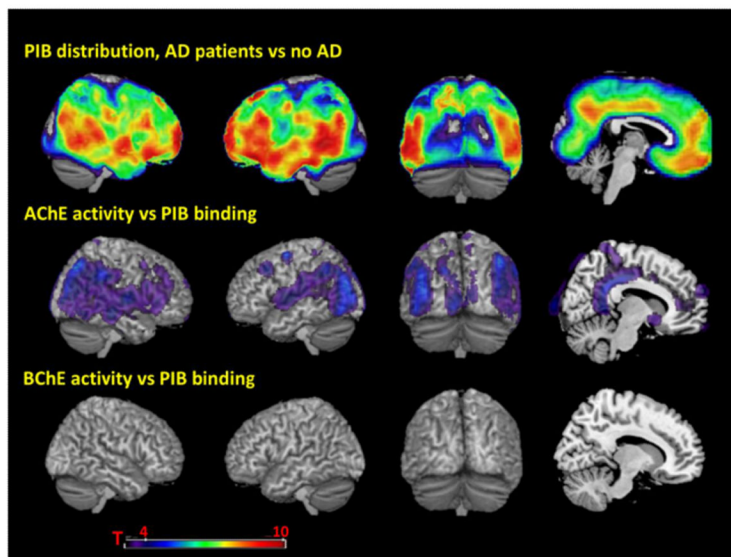 PIB distribution, AD patients vs no AD
AChE activity vs PIB binding
BChE activity vs PIB binding
T 4 10